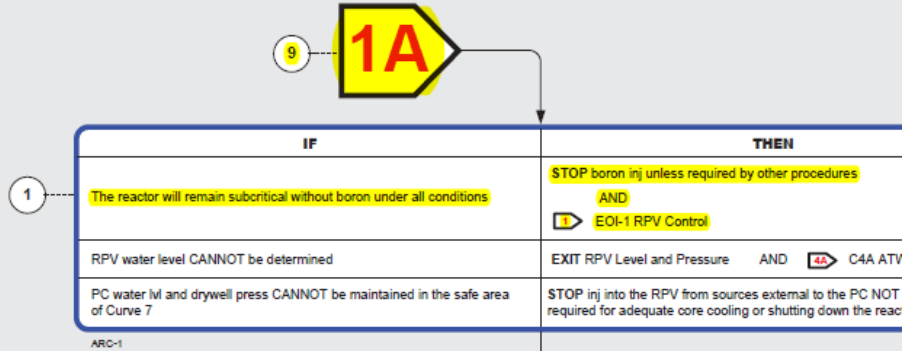 9
1A
IF
THEN
1
The reactor will remain subcritical without boron under all conditions
STOP boron inj unless required by other procedures
AND
1 EOI-1 RPV Control
RPV water level CANNOT be determined
EXIT RPV Level and Pressure AND 4A C4A
PC water lvl and drywell press CANNOT be maintained in the safe area
of Curve 7
STOP inj into the RPV from sources external to the PC NOT
required for adequate core cooling or shutting down the
ARC-1